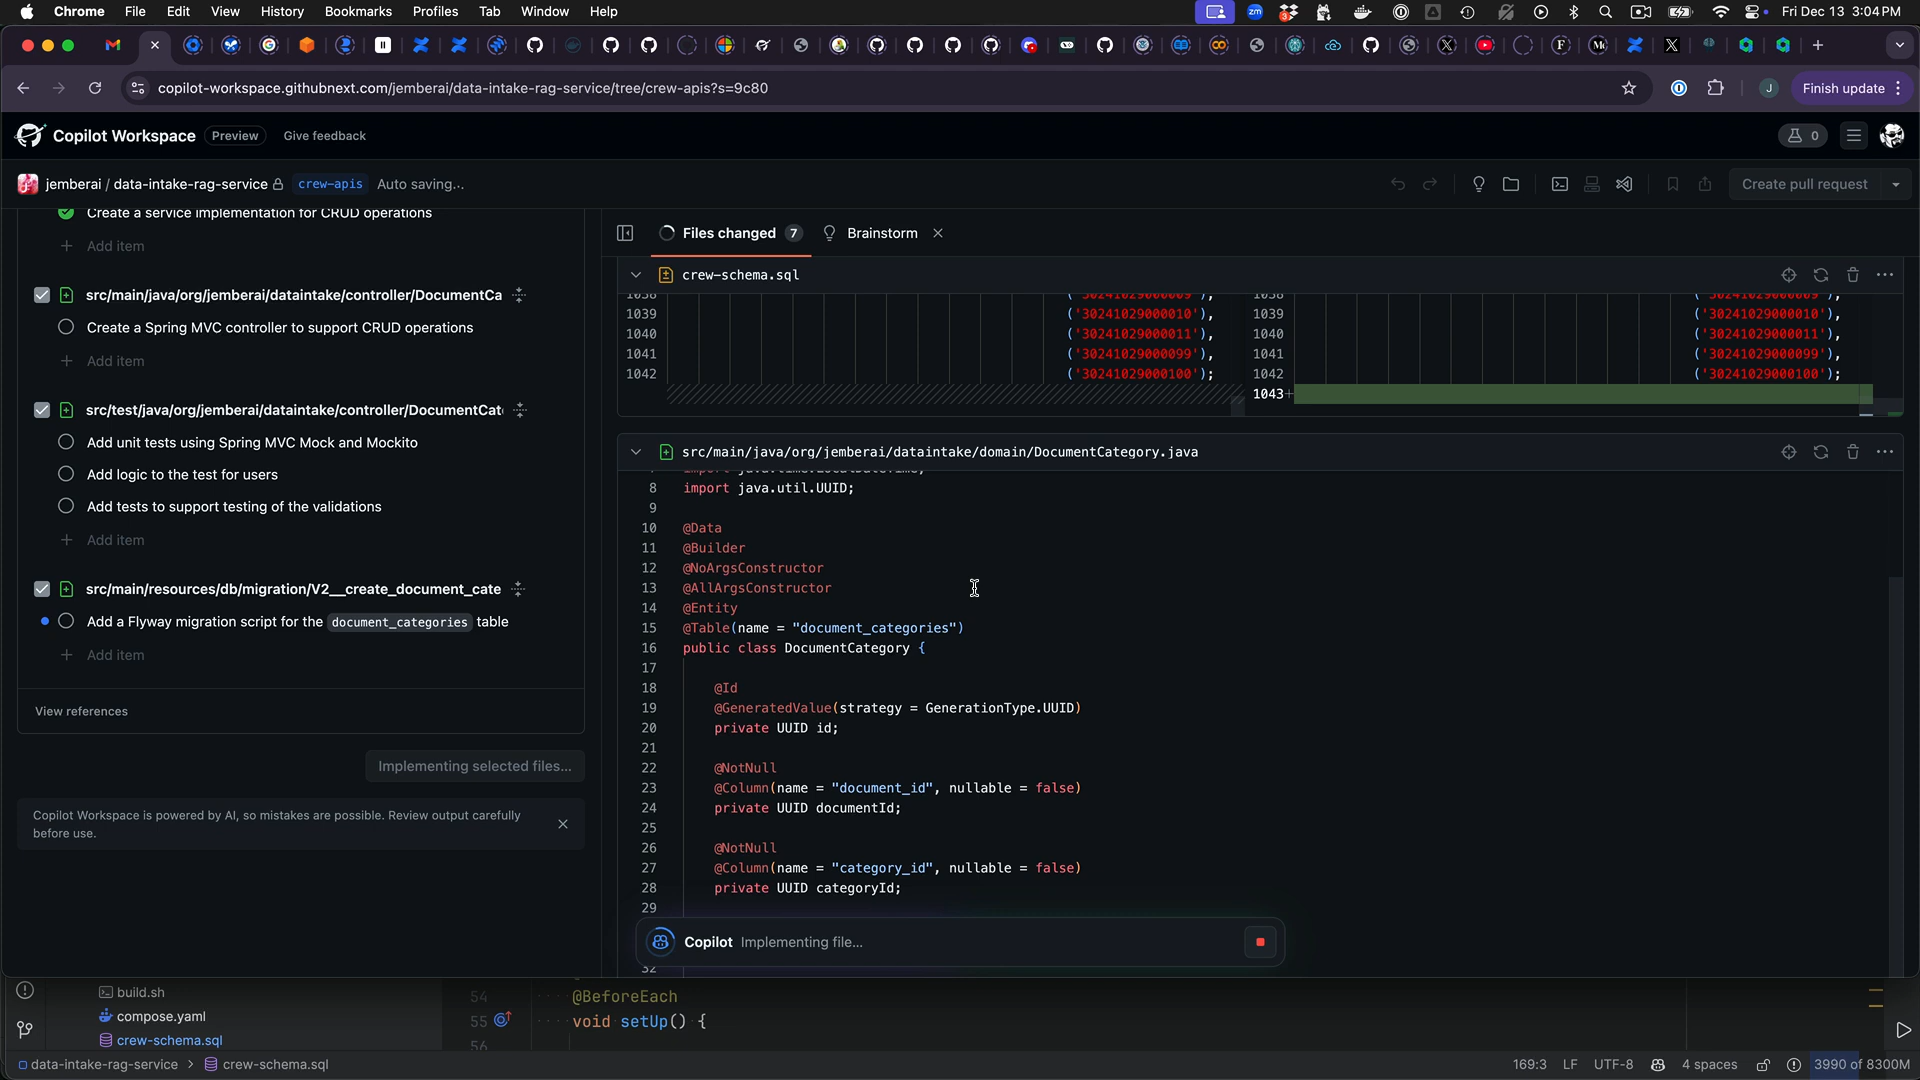 Chrome File Edit View History Bookmarks Profiles Tab Window Help Fri Dec 13 3:04 PM
copilot-workspace.githubnext.com/jemberai/data-intake-rag-service/tree/crew-apis?s=9c80 Finish update
Copilot Workspace Preview Give feedback 0
jemberai / data-intake-rag-service crew-apis Auto saving... Create pull request
Create a service implementation for CRUD operations
Add item
src/main/java/org/jemberai/dataintake/controller/DocumentCa
Create a Spring MVC controller to support CRUD operations
Add item
src/test/java/org/jemberai/dataintake/controller/DocumentCat
Add unit tests using Spring MVC Mock and Mockito
Add logic to the test for users
Add tests to support testing of the validations
Add item
src/main/resources/db/migration/V2__create_document_cate
Add a Flyway migration script for the document_categories table
Add item
View references
Implementing selected files...
Copilot Workspace is powered by AI, so mistakes are possible. Review output carefully
before use.
Files changed 7 Brainstorm
crew-schema.sql
1038 ('30241029000009'), 1038 ('30241029000009'),
1039 ('30241029000010'), 1039 ('30241029000010'),
1040 ('30241029000011'), 1040 ('30241029000011'),
1041 ('30241029000099'), 1041 ('30241029000099'),
1042 ('30241029000100'); 1042 ('30241029000100');
1043+
src/main/java/org/jemberai/dataintake/domain/DocumentCategory.java
7 import java.time.LocalDateTime;
8 import java.util.UUID;
9
10 @Data
11 @Builder
12 @NoArgsConstructor
13 @AllArgsConstructor
14 @Entity
15 @Table(name = "document_categories")
16 public class DocumentCategory {
17
18 @Id
19 @GeneratedValue(strategy = GenerationType.UUID)
20 private UUID id;
21
22 @NotNull
23 @Column(name = "document_id", nullable = false)
24 private UUID documentId;
25
26 @NotNull
27 @Column(name = "category_id", nullable = false)
28 private UUID categoryId;
29
Copilot Implementing file...
32
build.sh
compose.yaml
crew-schema.sql
54 @BeforeEach
55 void setUp() {
56
data-intake-rag-service > crew-schema.sql 169:3 LF UTF-8 4 spaces 3990 of 8300M